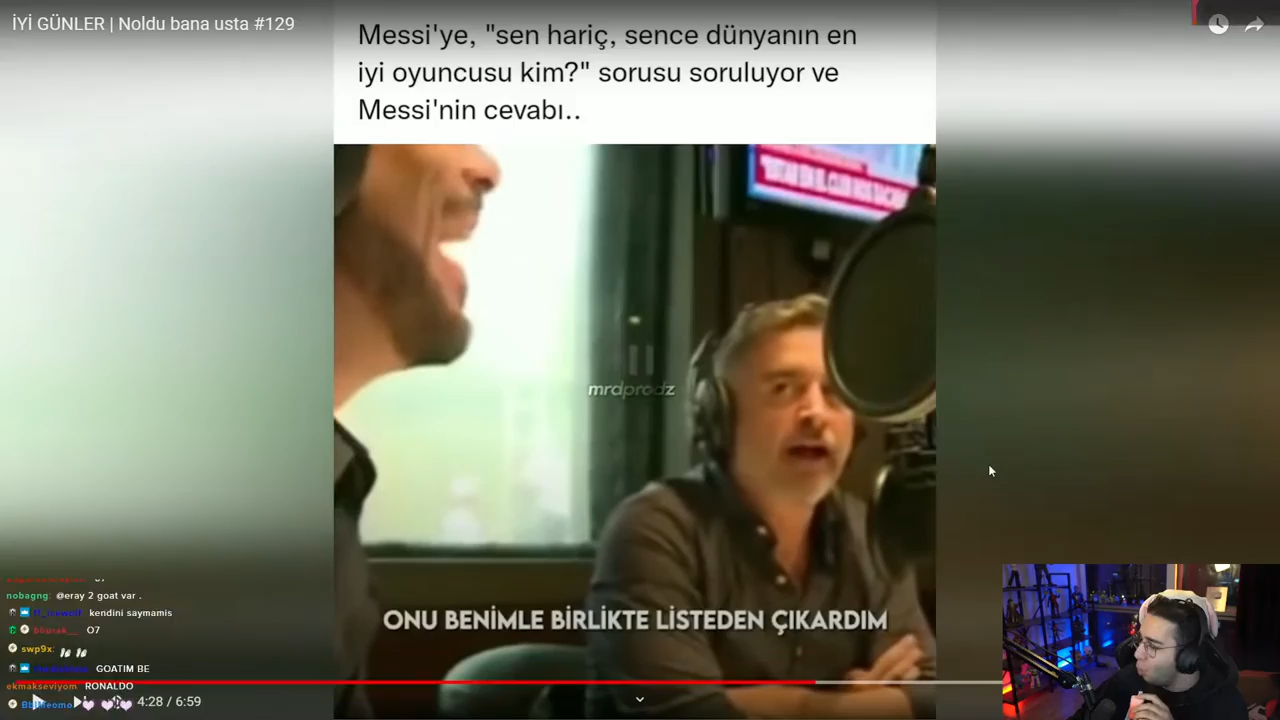 İYİ GÜNLER | Noldu bana usta #129
Messi'ye, "sen hariç, sence dünyanın en
iyi oyuncusu kim?" sorusu soruluyor ve
Messi'nin cevabı..
mrdprodz
ONU BENİMLE BİRLİKTE LİSTEDEN ÇIKARDIM
nobagng: @eray 2 goat var .
kendini saymamis
O7
swp9x:
GOATIM BE
ekmakseviyom RONALDO
4:28 / 6:59